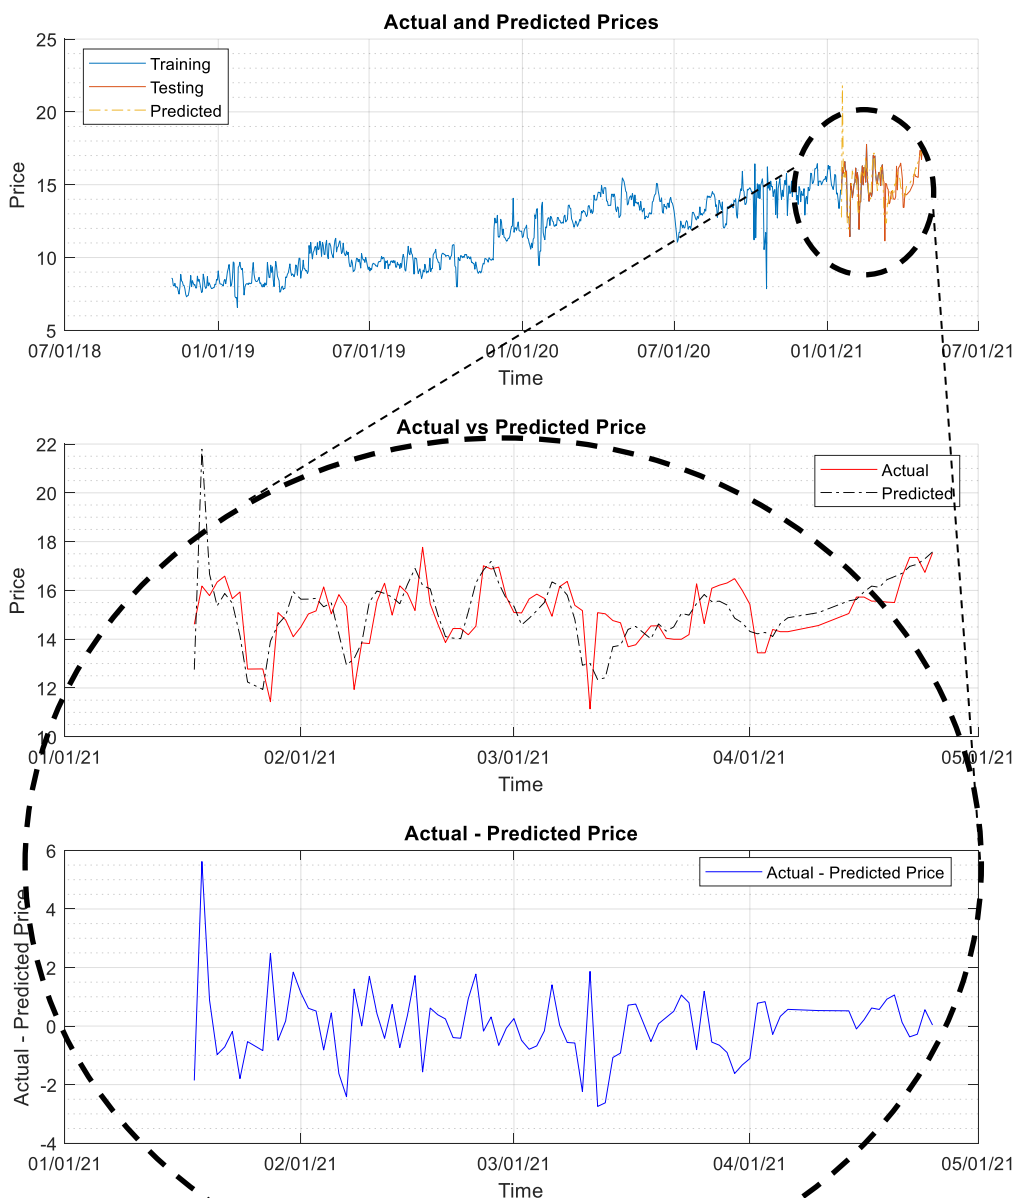 Actual and Predicted Prices
25
20
15
10
5
Price
Training
Testing
Predicted
07/01/18 01/01/19 07/01/19 01/01/20 07/01/20 01/01/21 07/01/21
Time
Actual vs Predicted Price
22
20
18
16
14
12
10
Price
Actual
Predicted
01/01/21 02/01/21 03/01/21 04/01/21 05/01/21
Time
Actual - Predicted Price
6
4
2
0
-2
-4
Actual - Predicted Price
Actual - Predicted Price
01/01/21 02/01/21 03/01/21 04/01/21 05/01/21
Time